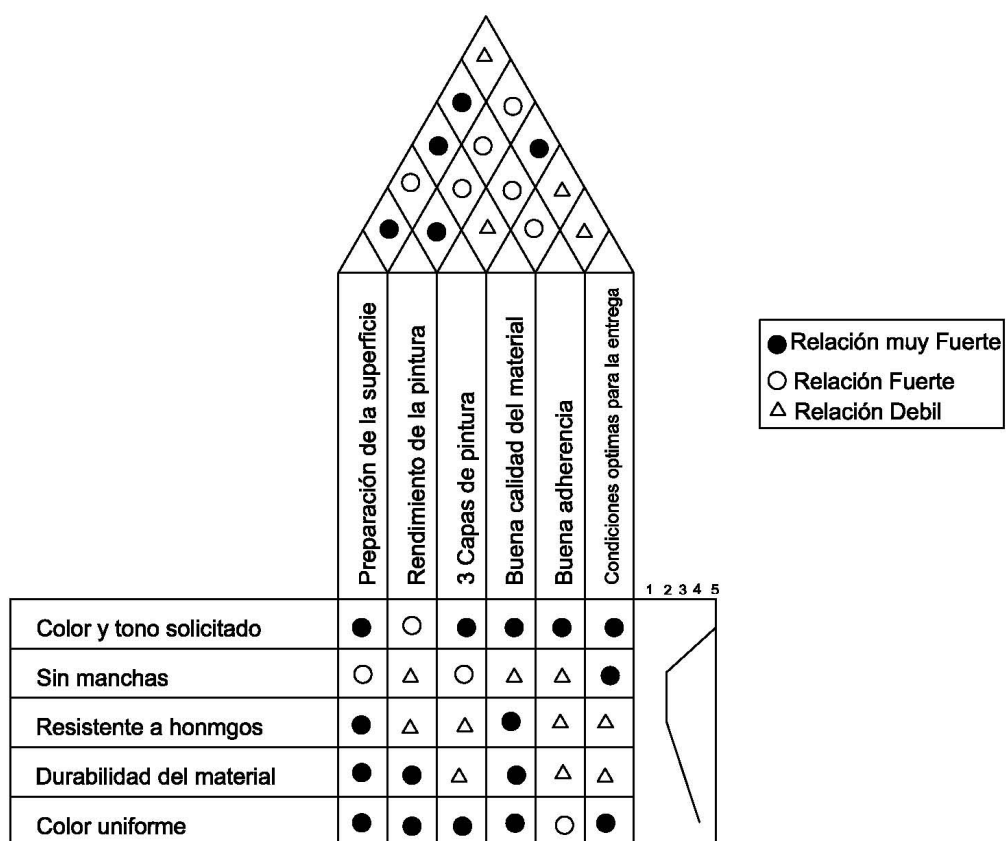 Preparación de la superficie
Rendimiento de la pintura
3 Capas de pintura
Buena calidad del material
Buena adherencia
Condiciones optimas para la entrega
Relación muy Fuerte
Relación Fuerte
Relación Debil
1 2 3 4 5
Color y tono solicitado
Sin manchas
Resistente a honmgos
Durabilidad del material
Color uniforme